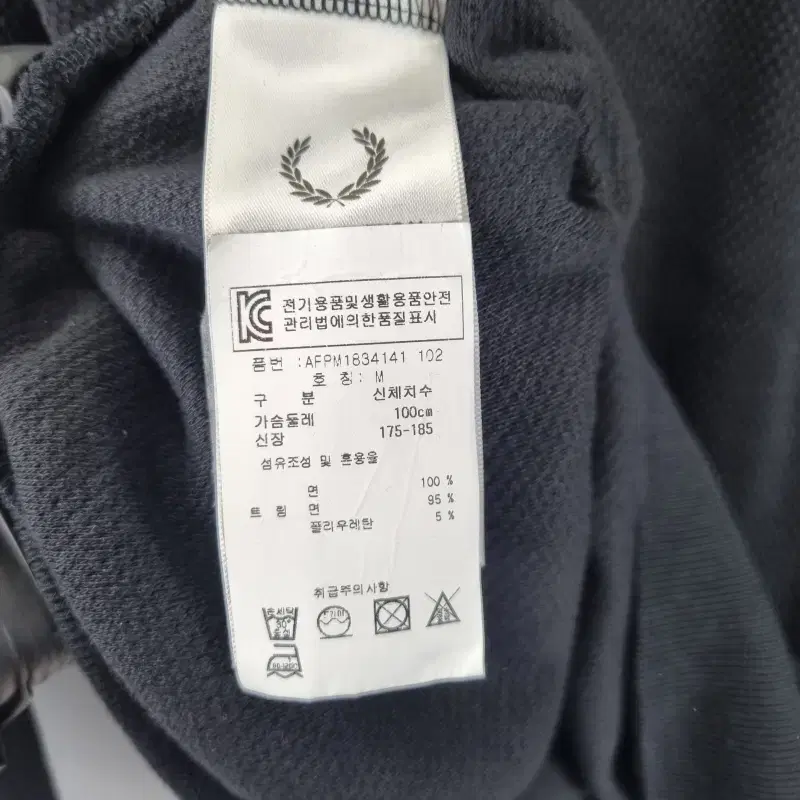 전기용품및생활용품안전
관리법에의한품질표시
품번 :AFPM1834141 102
호 칭: M
구 분 신체치수
가슴둘레 100cm
신장 175-185
섬유조성 및 혼용율
면 100 %
트 림 면 95 %
폴리우레탄 5 %
취급주의사항